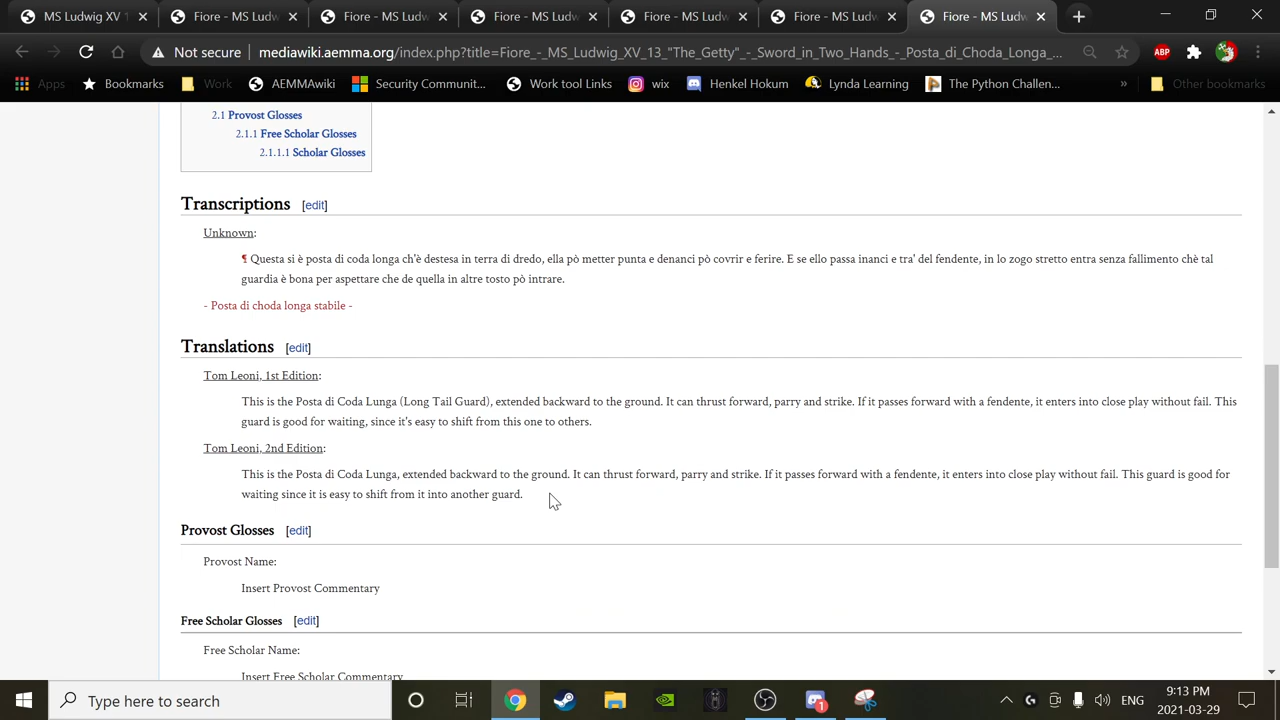 MS Ludwig XV 1
Fiore - MS Ludw
Fiore - MS Ludw
Fiore - MS Ludw
Fiore - MS Ludw
Fiore - MS Ludw
Fiore - MS Ludw
Not secure
mediawiki.aemma.org/index.php?title=Fiore_-_MS_Ludwig_XV_13_"The_Getty"_-_Sword_in_Two_Hands_-_Posta_di_Choda_Longa_...
ABP
Apps
Bookmarks
Work
AEMMAwiki
Security Communit...
Work tool Links
wix
Henkel Hokum
Lynda Learning
The Python Challen...
»
Other bookmarks
2.1 Provost Glosses
2.1.1 Free Scholar Glosses
2.1.1.1 Scholar Glosses
Transcriptions [edit]
Unknown:
¶ Questa si è posta di coda longa ch'è destesa in terra di dredo, ella pò metter punta e denanci pò covrir e ferire. E se ello passa inanci e tra' del fendente, in lo zogo stretto entra senza fallimento chè tal
guardia è bona per aspettare che de quella in altre tosto pò intrare.
- Posta di choda longa stabile -
Translations [edit]
Tom Leoni, 1st Edition:
This is the Posta di Coda Lunga (Long Tail Guard), extended backward to the ground. It can thrust forward, parry and strike. If it passes forward with a fendente, it enters into close play without fail. This
guard is good for waiting, since it's easy to shift from this one to others.
Tom Leoni, 2nd Edition:
This is the Posta di Coda Lunga, extended backward to the ground. It can thrust forward, parry and strike. If it passes forward with a fendente, it enters into close play without fail. This guard is good for
waiting since it is easy to shift from it into another guard.
Provost Glosses [edit]
Provost Name:
Insert Provost Commentary
Free Scholar Glosses [edit]
Free Scholar Name:
Insert Free Scholar Commentary
Type here to search
1
ENG
9:13 PM
2021-03-29